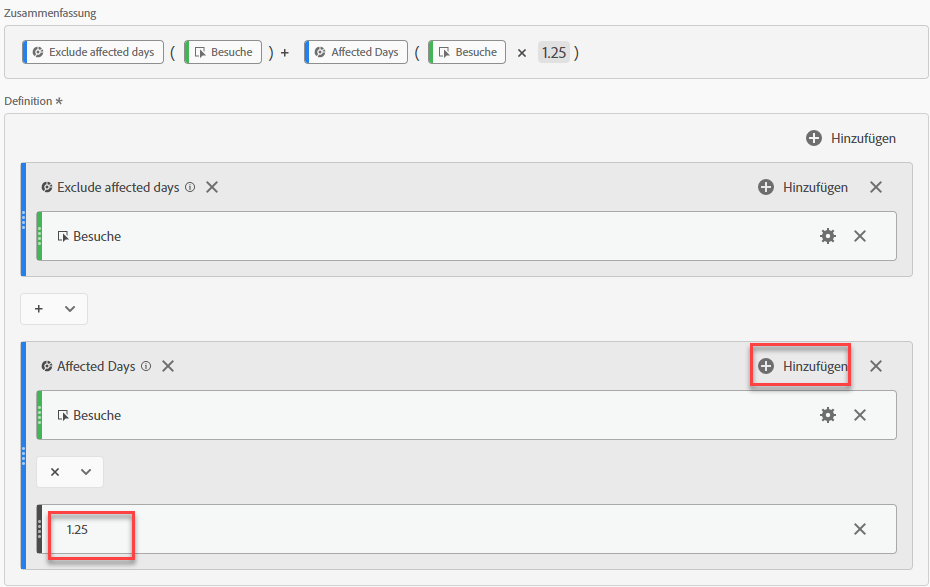 Zusammenfassung
Exclude affected days ( Besuche ) + Affected Days ( Besuche × 1.25 )
Definition *
Hinzufügen
Exclude affected days Hinzufügen
Besuche
+
Affected Days Hinzufügen
Besuche
×
1.25